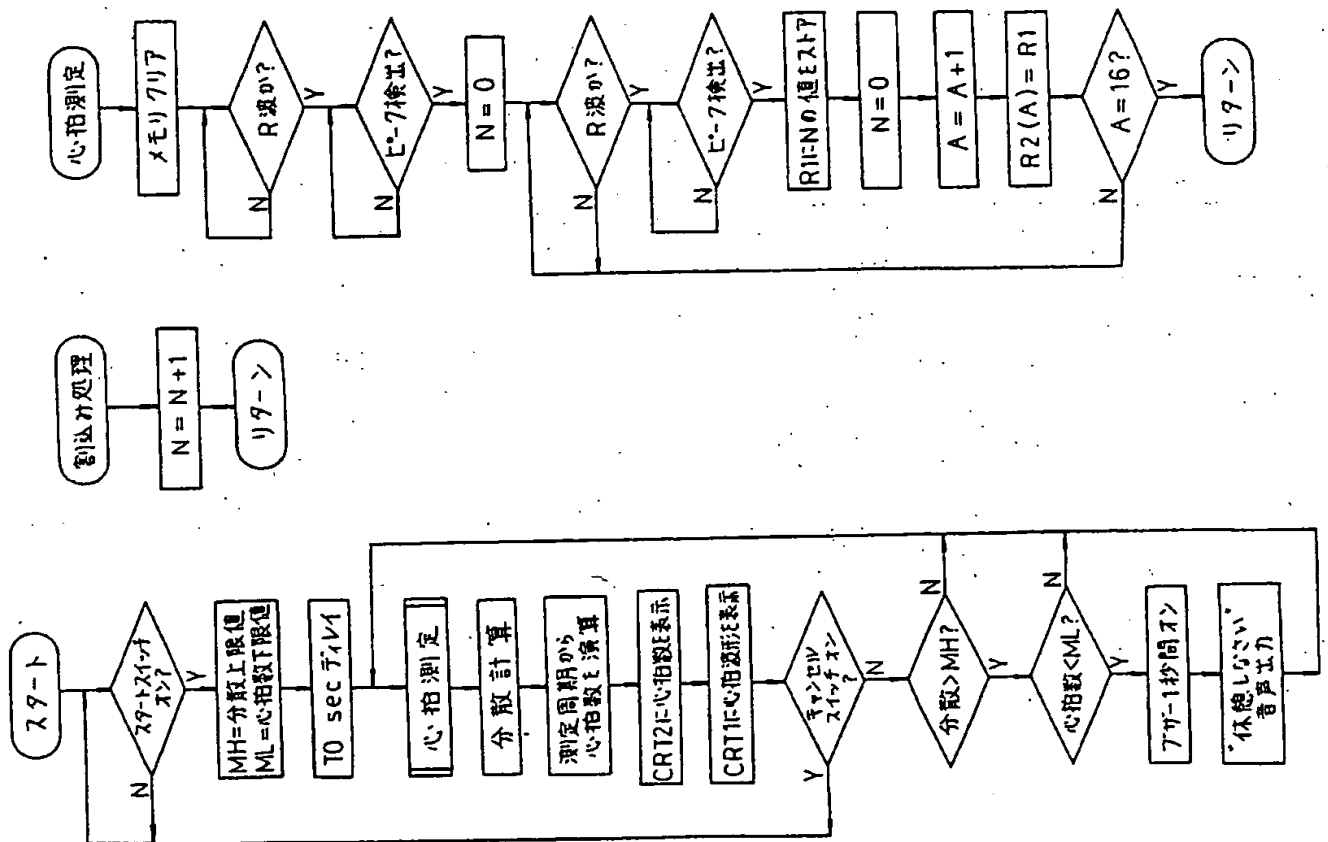 スタート
スタートスイッチ
オン?
N
Y
MH=分散上限値
ML=心拍数下限値
TO sec ディレイ
心拍測定
分散計算
測定周期から
心拍数を演算
CRT2に心拍数を表示
CRT1に心拍波形を表示
キャンセル
スイッチオン
?
Y
N
分散>MH?
N
Y
心拍数<ML?
N
Y
ブザー1秒間オン
"休憩しなさい"
音声出力
割込み処理
N=N+1
リターン
心拍測定
メモリクリア
R波か?
N
Y
ピーク検出?
N
Y
N=0
R波か?
N
Y
ピーク検出?
N
Y
R1にNの値をストア
N=0
A=A+1
R2(A)=R1
A=16?
N
Y
リターン